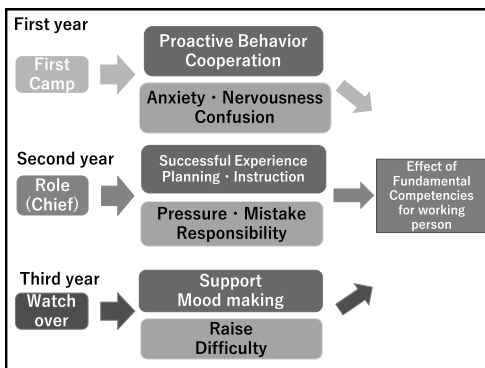 First year
First
Camp
Proactive Behavior
Cooperation
Anxiety・Nervousness
Confusion
Second year
Role
(Chief)
Successful Experience
Planning・Instruction
Pressure・Mistake
Responsibility
Effect of
Fundamental
Competencies
for working
person
Third year
Watch
over
Support
Mood making
Raise
Difficulty